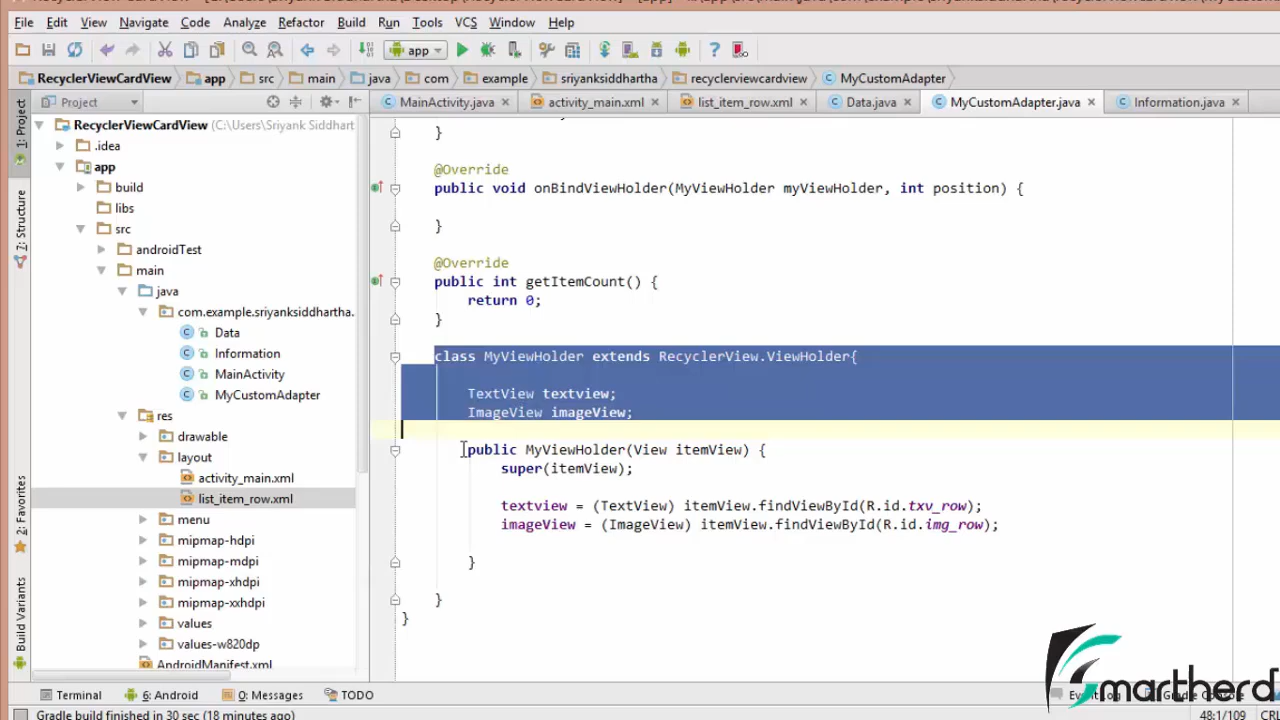 File Edit View Navigate Code Analyze Refactor Build Run Tools VCS Window Help
app
RecyclerViewCardView app src main java com example sriyanksiddhartha recyclerviewcardview MyCustomAdapter
Project
MainActivity.java activity_main.xml list_item_row.xml Data.java MyCustomAdapter.java Information.java
1: Project
7: Structure
2: Favorites
Build Variants
RecyclerViewCardView (C:\Users\Sriyank Siddhart
.idea
app
build
libs
src
androidTest
main
java
com.example.sriyanksiddhartha.
Data
Information
MainActivity
MyCustomAdapter
res
drawable
layout
activity_main.xml
list_item_row.xml
menu
mipmap-hdpi
mipmap-mdpi
mipmap-xhdpi
mipmap-xxhdpi
values
values-w820dp
AndroidManifest.xml
}
@Override
public void onBindViewHolder(MyViewHolder myViewHolder, int position) {
}
@Override
public int getItemCount() {
return 0;
}
class MyViewHolder extends RecyclerView.ViewHolder{
TextView textview;
ImageView imageView;
public MyViewHolder(View itemView) {
super(itemView);
textview = (TextView) itemView.findViewById(R.id.txv_row);
imageView = (ImageView) itemView.findViewById(R.id.img_row);
}
}
}
Terminal 6: Android 0: Messages TODO
Gradle build finished in 30 sec (18 minutes ago)
48:1/109
martherd